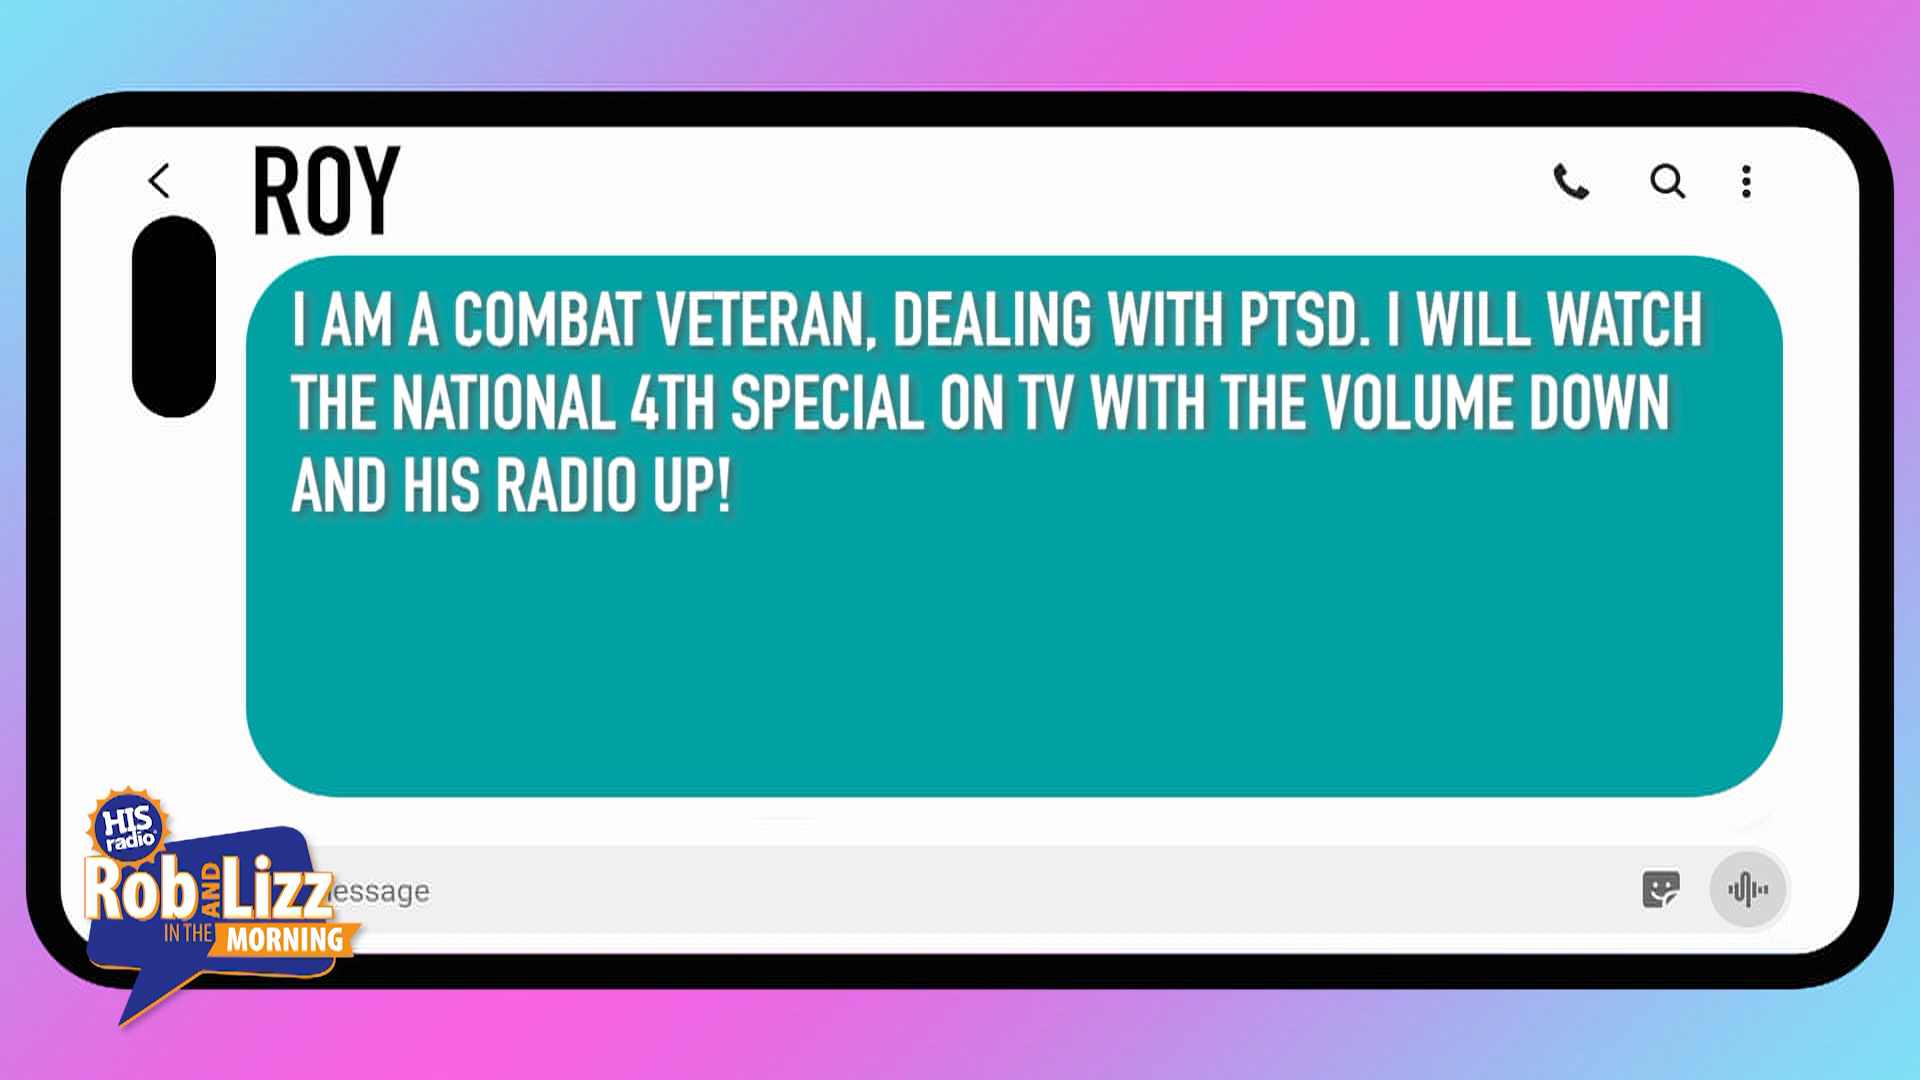 ROY
I AM A COMBAT VETERAN, DEALING WITH PTSD. I WILL WATCH
THE NATIONAL 4TH SPECIAL ON TV WITH THE VOLUME DOWN
AND HIS RADIO UP!
HIS
radio
Rob AND Lizz
IN THE MORNING
essage